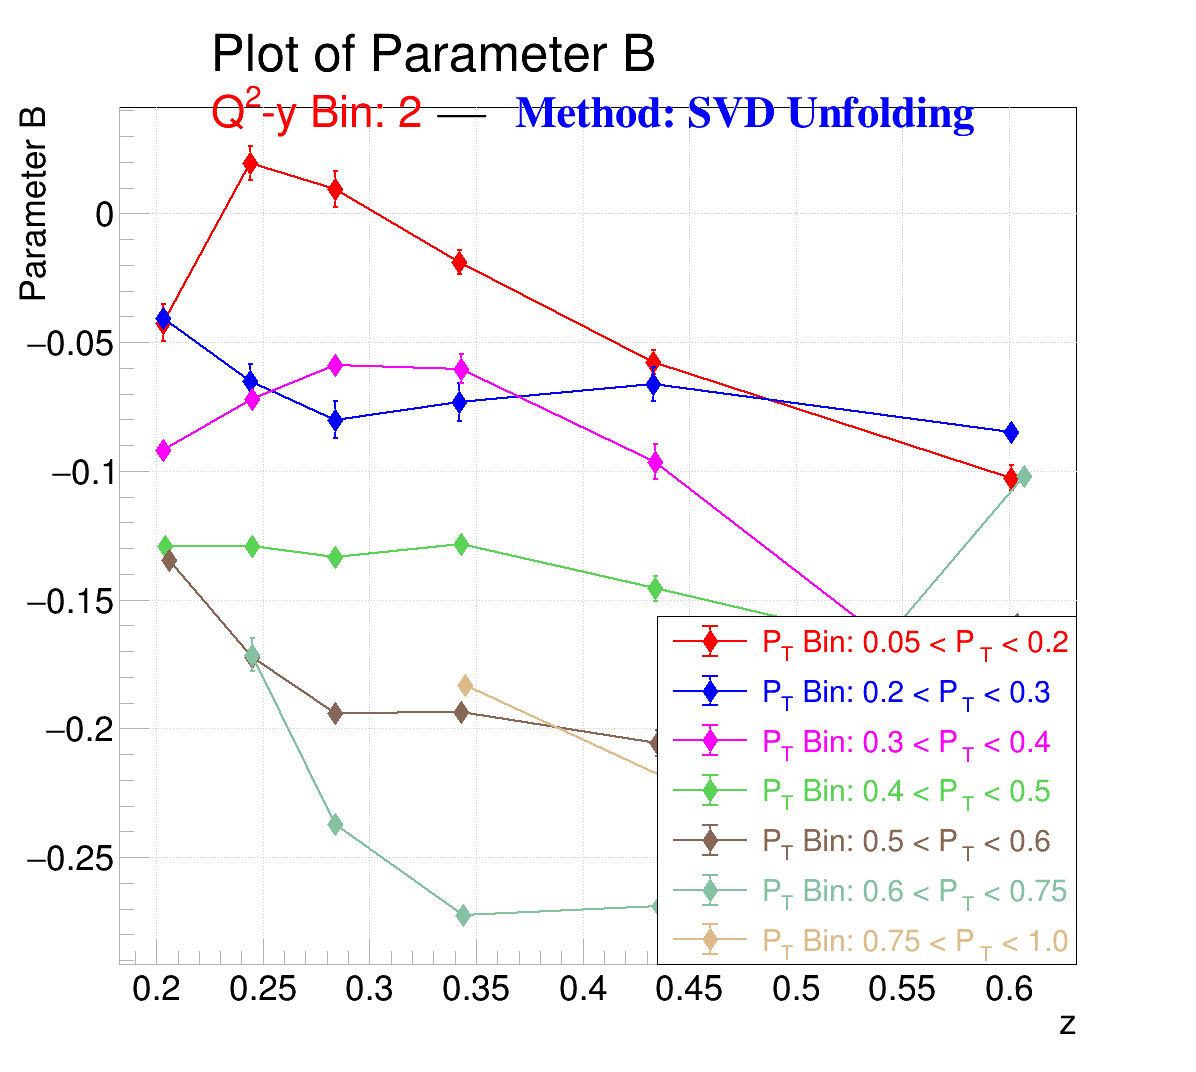 Plot of Parameter B
Q²-y Bin: 2 — Method: SVD Unfolding
Parameter B
0
−0.05
−0.1
−0.15
−0.2
−0.25
P_T Bin: 0.05 < P_T < 0.2
P_T Bin: 0.2 < P_T < 0.3
P_T Bin: 0.3 < P_T < 0.4
P_T Bin: 0.4 < P_T < 0.5
P_T Bin: 0.5 < P_T < 0.6
P_T Bin: 0.6 < P_T < 0.75
P_T Bin: 0.75 < P_T < 1.0
0.2 0.25 0.3 0.35 0.4 0.45 0.5 0.55 0.6
z